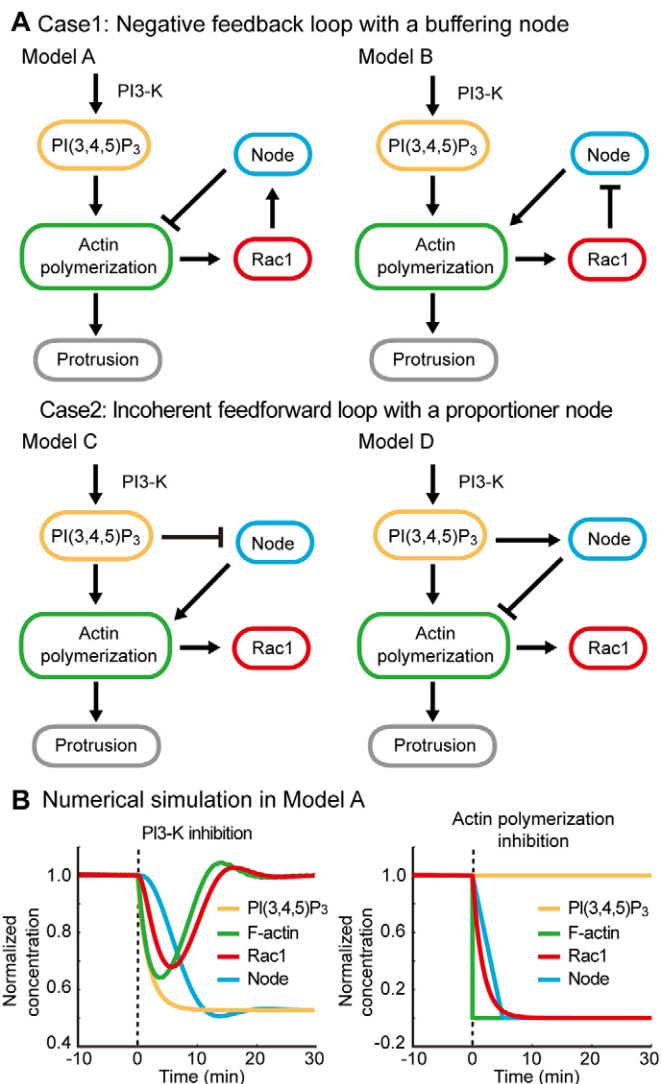 A Case1: Negative feedback loop with a buffering node
Model A
PI3-K
PI(3,4,5)P₃
Node
Actin
polymerization
Rac1
Protrusion
Model B
PI3-K
PI(3,4,5)P₃
Node
Actin
polymerization
Rac1
Protrusion
Case2: Incoherent feedforward loop with a proportioner node
Model C
PI3-K
PI(3,4,5)P₃
Node
Actin
polymerization
Rac1
Protrusion
Model D
PI3-K
PI(3,4,5)P₃
Node
Actin
polymerization
Rac1
Protrusion
B Numerical simulation in Model A
PI3-K inhibition
Normalized
concentration
1.0
0.8
0.6
0.4
PI(3,4,5)P₃
F-actin
Rac1
Node
-10 0 10 20 30
Time (min)
Actin polymerization
inhibition
Normalized
concentration
1.0
0.6
0.2
-0.2
PI(3,4,5)P₃
F-actin
Rac1
Node
-10 0 10 20 30
Time (min)